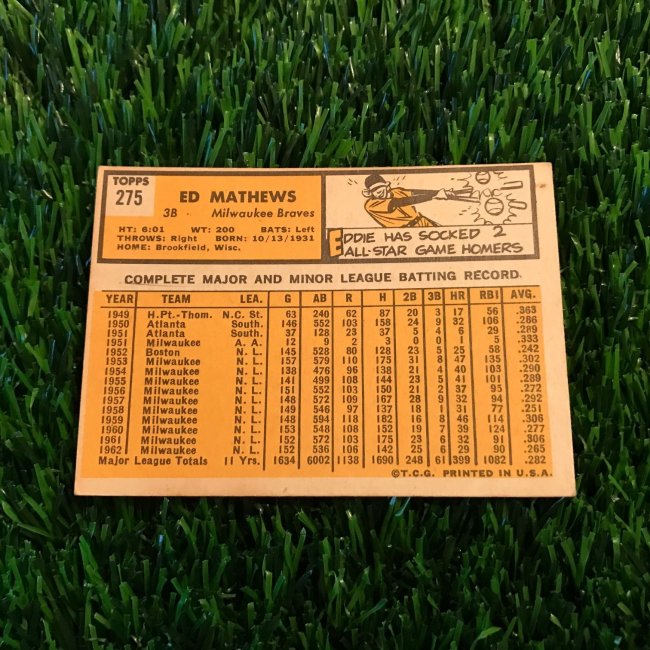 TOPPS
275
ED MATHEWS
3B · Milwaukee Braves
HT: 6:01 WT: 200 BATS: Left
THROWS: Right BORN: 10/13/1931
HOME: Brookfield, Wisc.
EDDIE HAS SOCKED 2
ALL-STAR GAME HOMERS
COMPLETE MAJOR AND MINOR LEAGUE BATTING RECORD
YEAR TEAM LEA. G AB R H 2B 3B HR RBI AVG.
1949 H.Pt.-Thom. N.C. St. 63 240 62 87 20 3 17 56 .363
1950 Atlanta South. 146 552 103 158 24 9 32 106 .286
1951 Atlanta South. 37 128 23 37 5 4 6 29 .289
1951 Milwaukee A. A. 12 9 2 3 0 0 1 5 .333
1952 Boston N. L. 145 528 80 128 23 5 25 58 .242
1953 Milwaukee N. L. 157 579 110 175 31 8 47 135 .302
1954 Milwaukee N. L. 138 476 96 138 21 4 40 103 .290
1955 Milwaukee N. L. 141 499 108 144 23 5 41 101 .289
1956 Milwaukee N. L. 151 552 103 150 21 2 37 95 .272
1957 Milwaukee N. L. 148 572 109 167 28 9 32 94 .292
1958 Milwaukee N. L. 149 546 97 137 18 1 31 77 .251
1959 Milwaukee N. L. 148 594 118 182 16 8 46 114 .306
1960 Milwaukee N. L. 153 548 108 152 19 7 39 124 .277
1961 Milwaukee N. L. 152 572 103 175 23 6 32 91 .306
1962 Milwaukee N. L. 152 536 106 142 25 6 29 90 .265
Major League Totals 11 Yrs. 1634 6002 1138 1690 248 61 399 1082 .282
©T.C.G. PRINTED IN U.S.A.